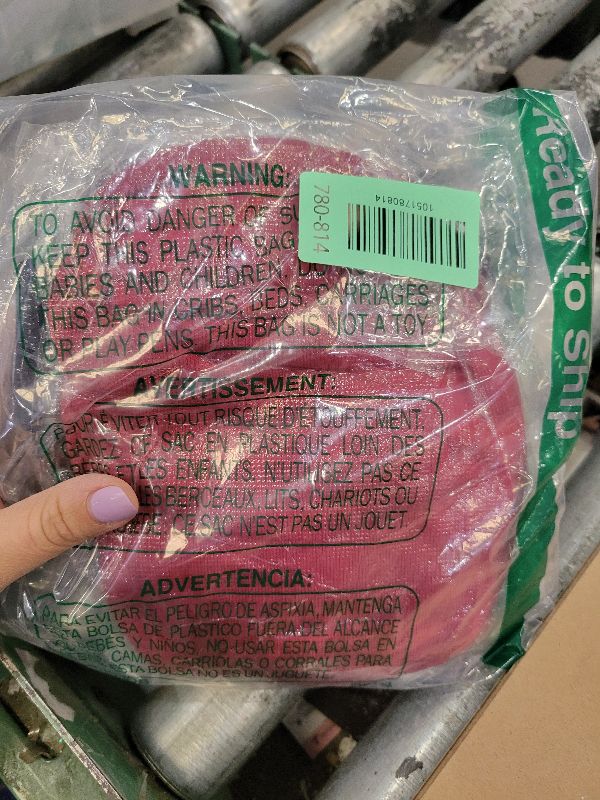 WARNING:
TO AVOID DANGER OF
KEEP THIS PLASTIC BAG
BABIES AND CHILDREN. DO
THIS BAG IN CRIBS, BEDS, CARRIAGES
OR PLAY PENS. THIS BAG IS NOT A TOY
780-814
1051780814
Ready to Ship
AVERTISSEMENT:
POUR ÉVITER TOUT RISQUE D'ÉTOUFFEMENT,
GARDEZ CE SAC EN PLASTIQUE LOIN DES
ET LES ENFANTS. N'UTILISEZ PAS CE
LES BERCEAUX, LITS, CHARIOTS OU
CE SAC N'EST PAS UN JOUET.
ADVERTENCIA:
PARA EVITAR EL PELIGRO DE ASFIXIA, MANTENGA
ESTA BOLSA DE PLASTICO FUERA DEL ALCANCE
BEBES Y NIÑOS. NO USAR ESTA BOLSA EN
CAMAS, CARRIOLAS O CORRALES PARA
ESTA BOLSA NO ES UN JUGUETE.